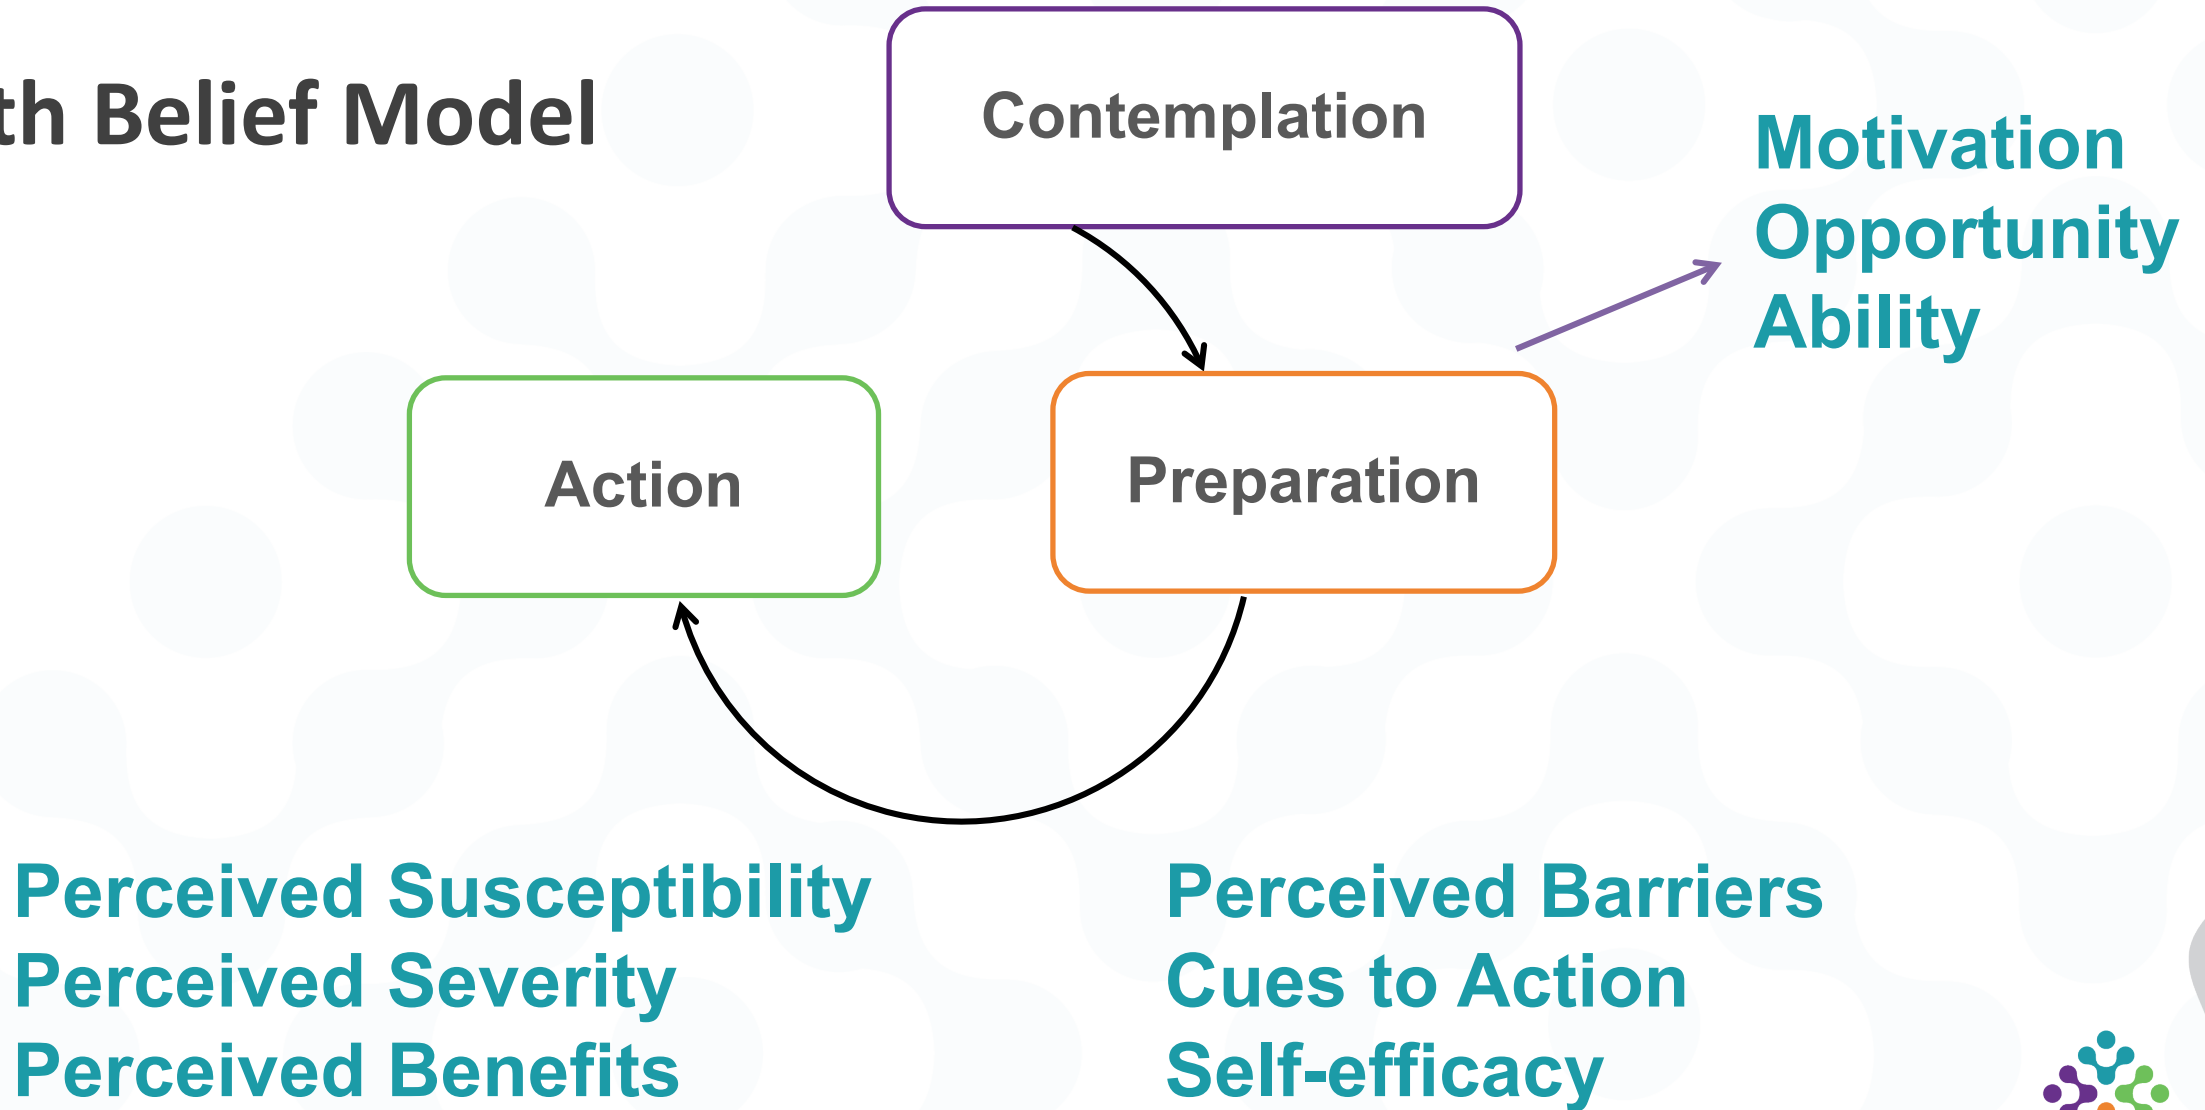 th Belief Model
Contemplation
Motivation
Opportunity
Ability
Action
Preparation
Perceived Susceptibility
Perceived Severity
Perceived Benefits
Perceived Barriers
Cues to Action
Self-efficacy